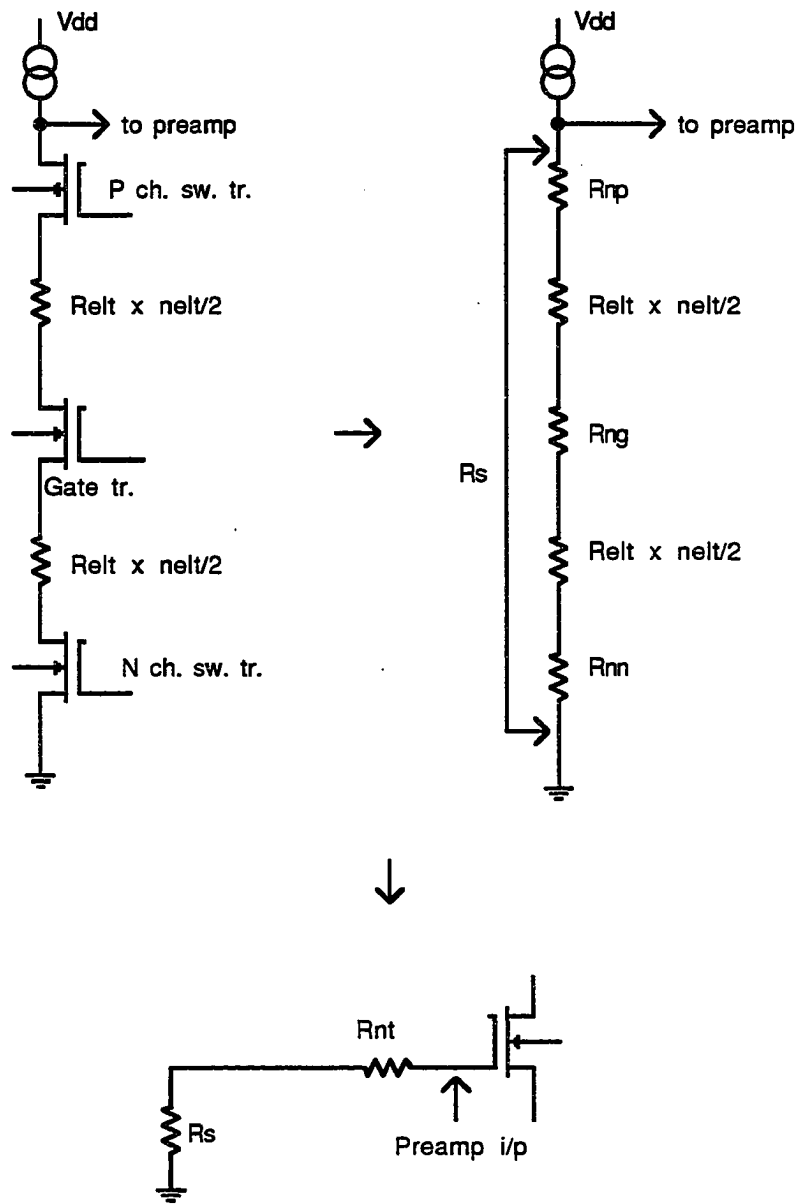 Vdd
to preamp
P ch. sw. tr.
Relt x nelt/2
Gate tr.
Relt x nelt/2
N ch. sw. tr.
Vdd
to preamp
Rnp
Relt x nelt/2
Rng
Rs
Relt x nelt/2
Rnn
Rnt
Rs
Preamp i/p